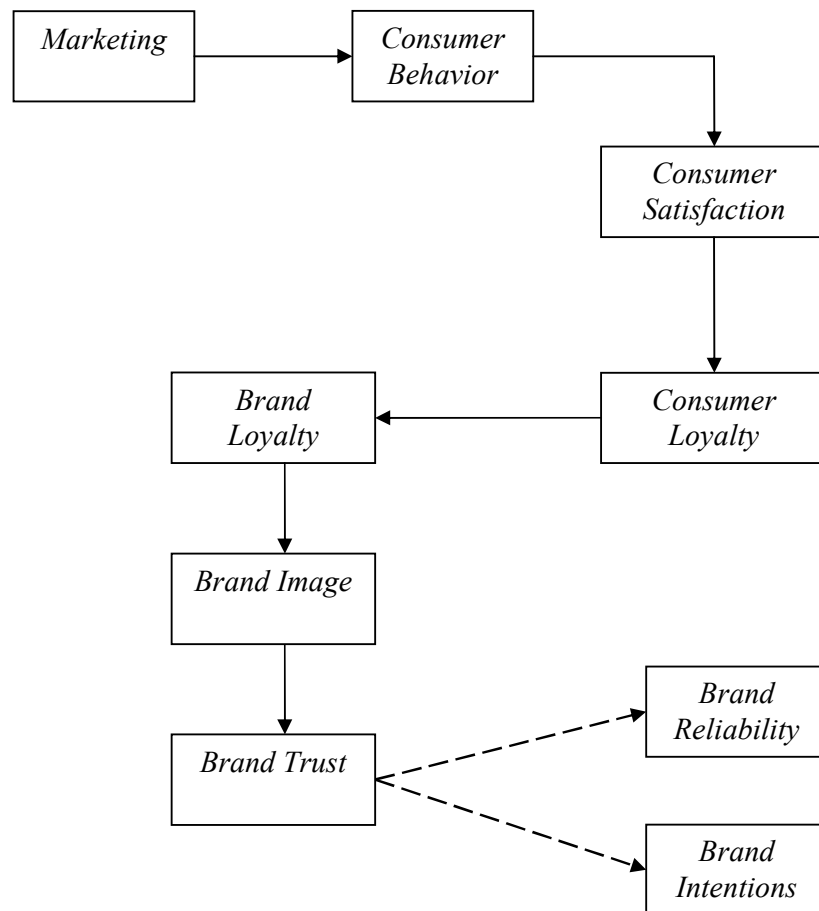 Marketing
Consumer
Behavior
Consumer
Satisfaction
Consumer
Loyalty
Brand
Loyalty
Brand Image
Brand Trust
Brand
Reliability
Brand
Intentions